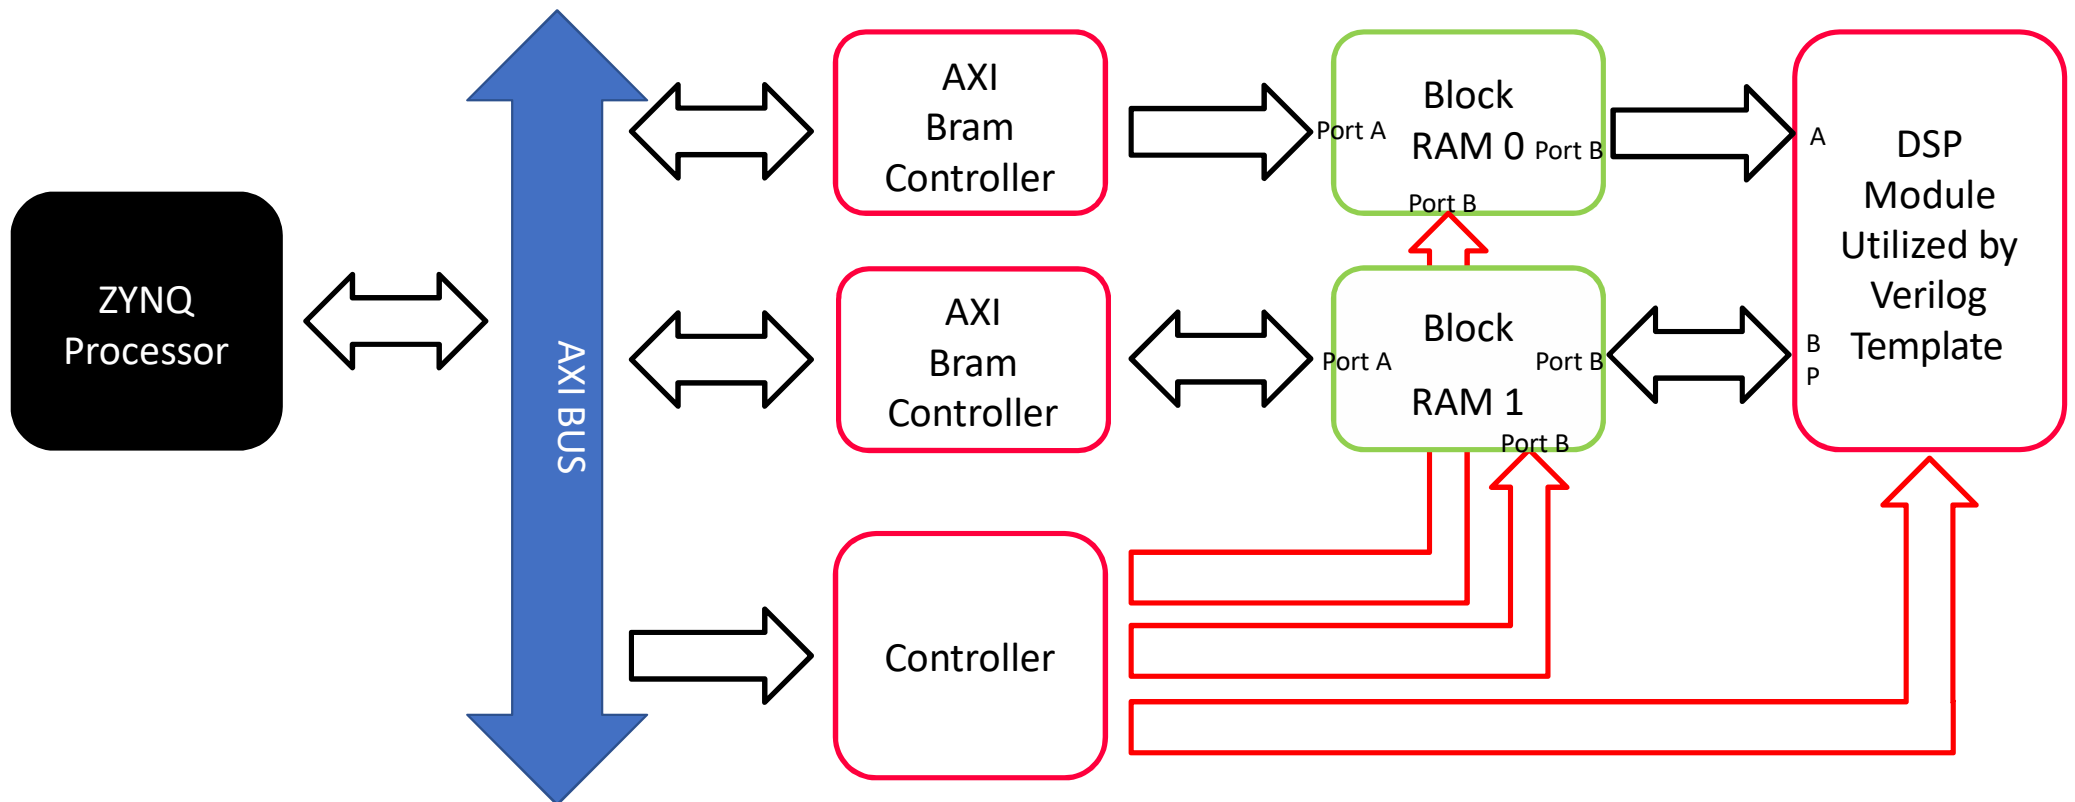 ZYNQ
Processor
AXI BUS
AXI
Bram
Controller
Port A
Block
RAM 0
Port B
Port B
A
DSP
Module
Utilized by
Verilog
Template
AXI
Bram
Controller
Port A
Block
RAM 1
Port B
Port B
B
P
Controller